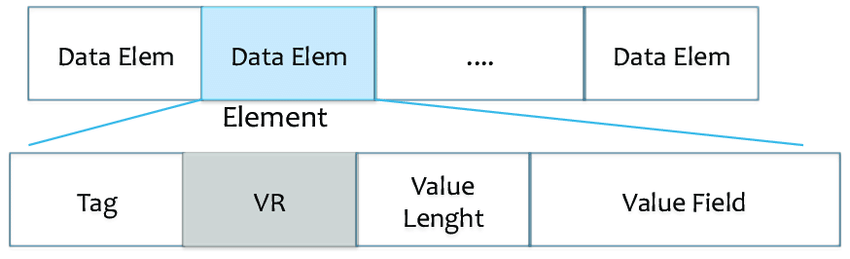 Data Elem Data Elem .... Data Elem
Element
Tag VR Value Lenght Value Field